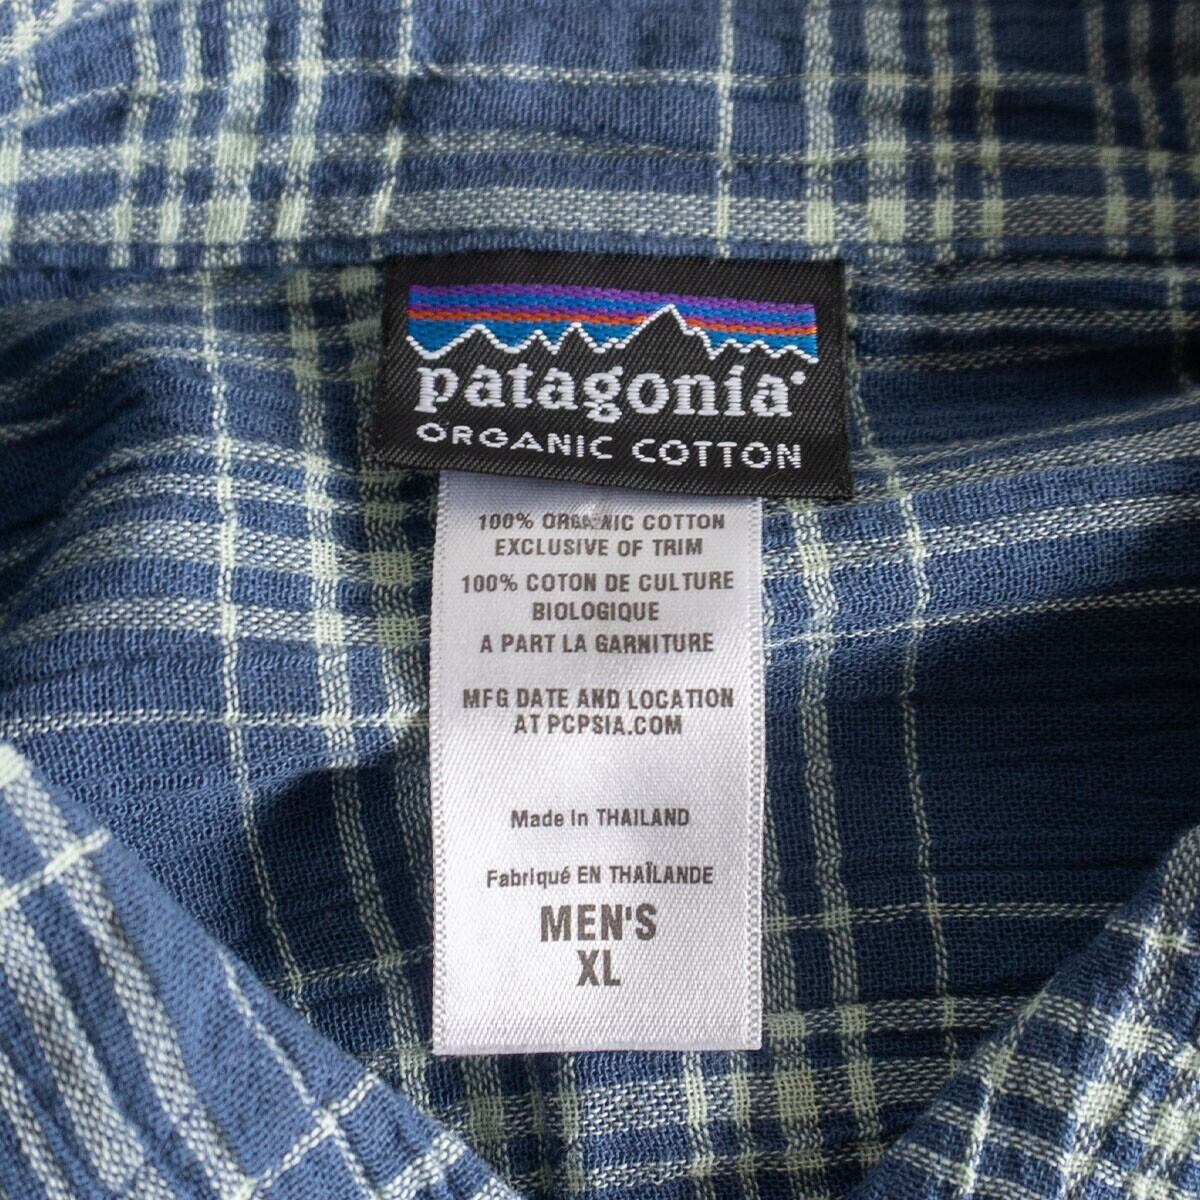 patagonia
ORGANIC COTTON
100% ORGANIC COTTON
EXCLUSIVE OF TRIM
100% COTON DE CULTURE
BIOLOGIQUE
A PART LA GARNITURE
MFG DATE AND LOCATION
AT PCPSIA.COM
Made In THAILAND
Fabriqué EN THAÏLANDE
MEN'S
XL